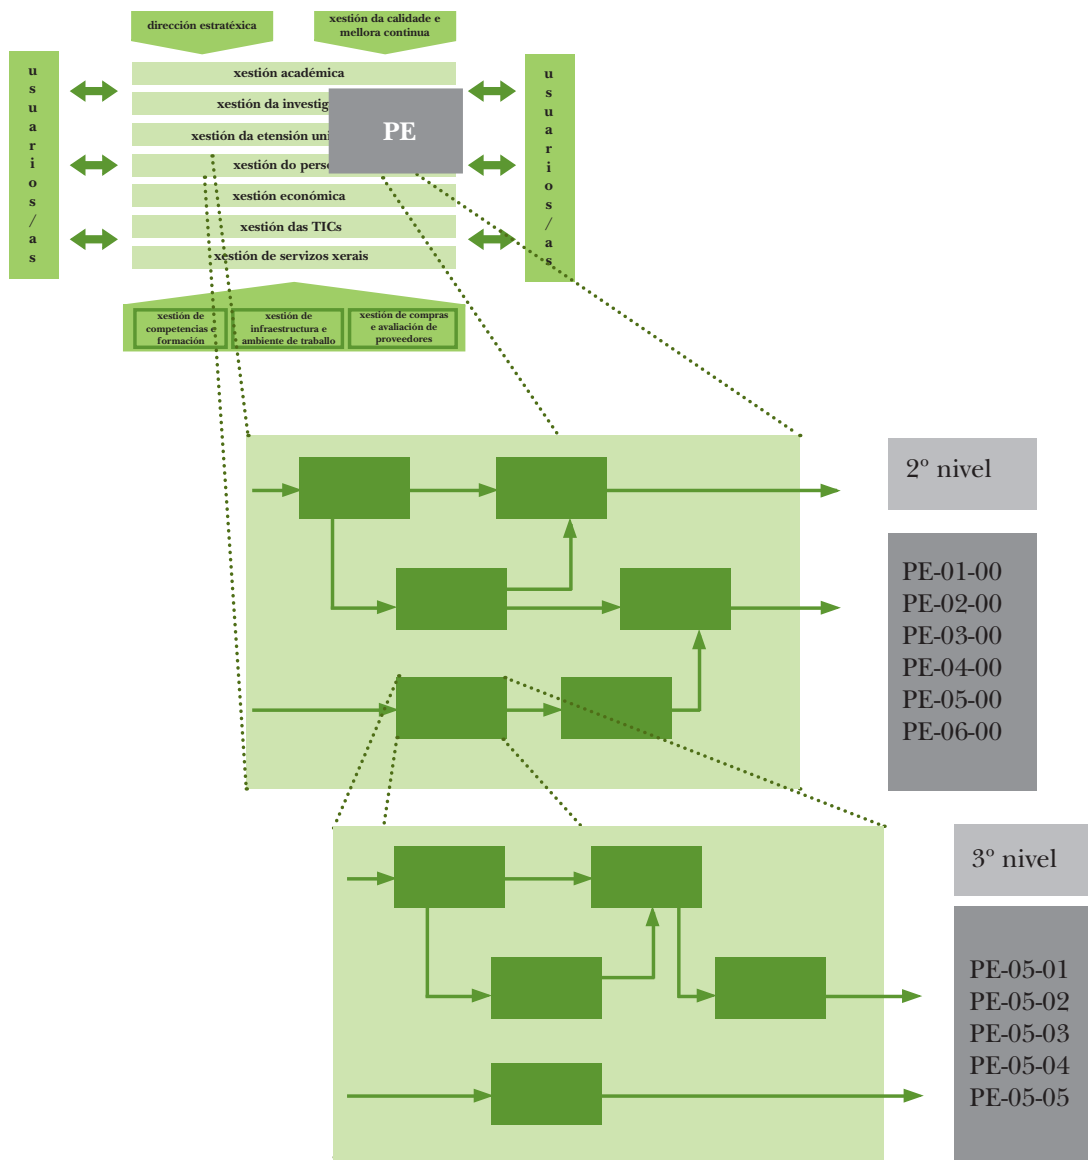 dirección estratéxica
xestión da calidade e
mellora continua
usuarios/as
xestión académica
xestión da investig
xestión da etensión uni
xestión do perso
xestión económica
xestión das TICs
xestión de servizos xerais
PE
usuarios/as
xestión de
competencias e
formación
xestión de
infraestructura e
ambiente de traballo
xestión de compras
e avaliación de
proveedores
2º nivel
PE-01-00
PE-02-00
PE-03-00
PE-04-00
PE-05-00
PE-06-00
3º nivel
PE-05-01
PE-05-02
PE-05-03
PE-05-04
PE-05-05